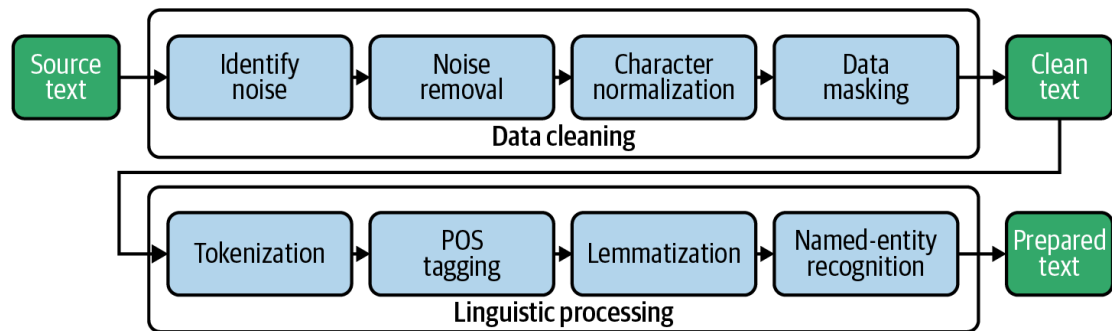 Source
text
Identify
noise
Noise
removal
Character
normalization
Data
masking
Clean
text
Data cleaning
Tokenization
POS
tagging
Lemmatization
Named-entity
recognition
Prepared
text
Linguistic processing